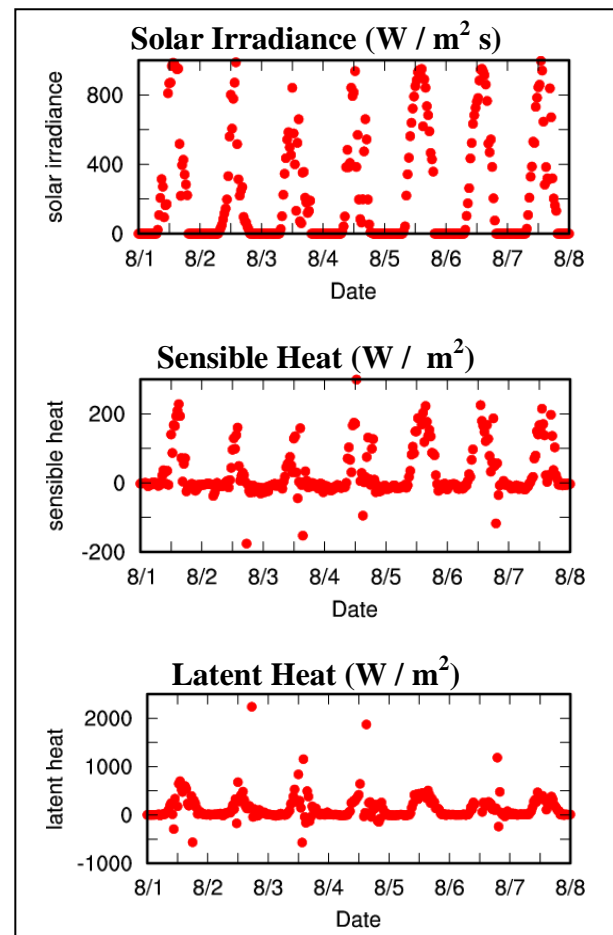 Solar Irradiance (W / m² s)
solar irradiance
800
400
0
8/1 8/2 8/3 8/4 8/5 8/6 8/7 8/8
Date
Sensible Heat (W / m²)
sensible heat
200
0
-200
8/1 8/2 8/3 8/4 8/5 8/6 8/7 8/8
Date
Latent Heat (W / m²)
latent heat
2000
1000
0
-1000
8/1 8/2 8/3 8/4 8/5 8/6 8/7 8/8
Date